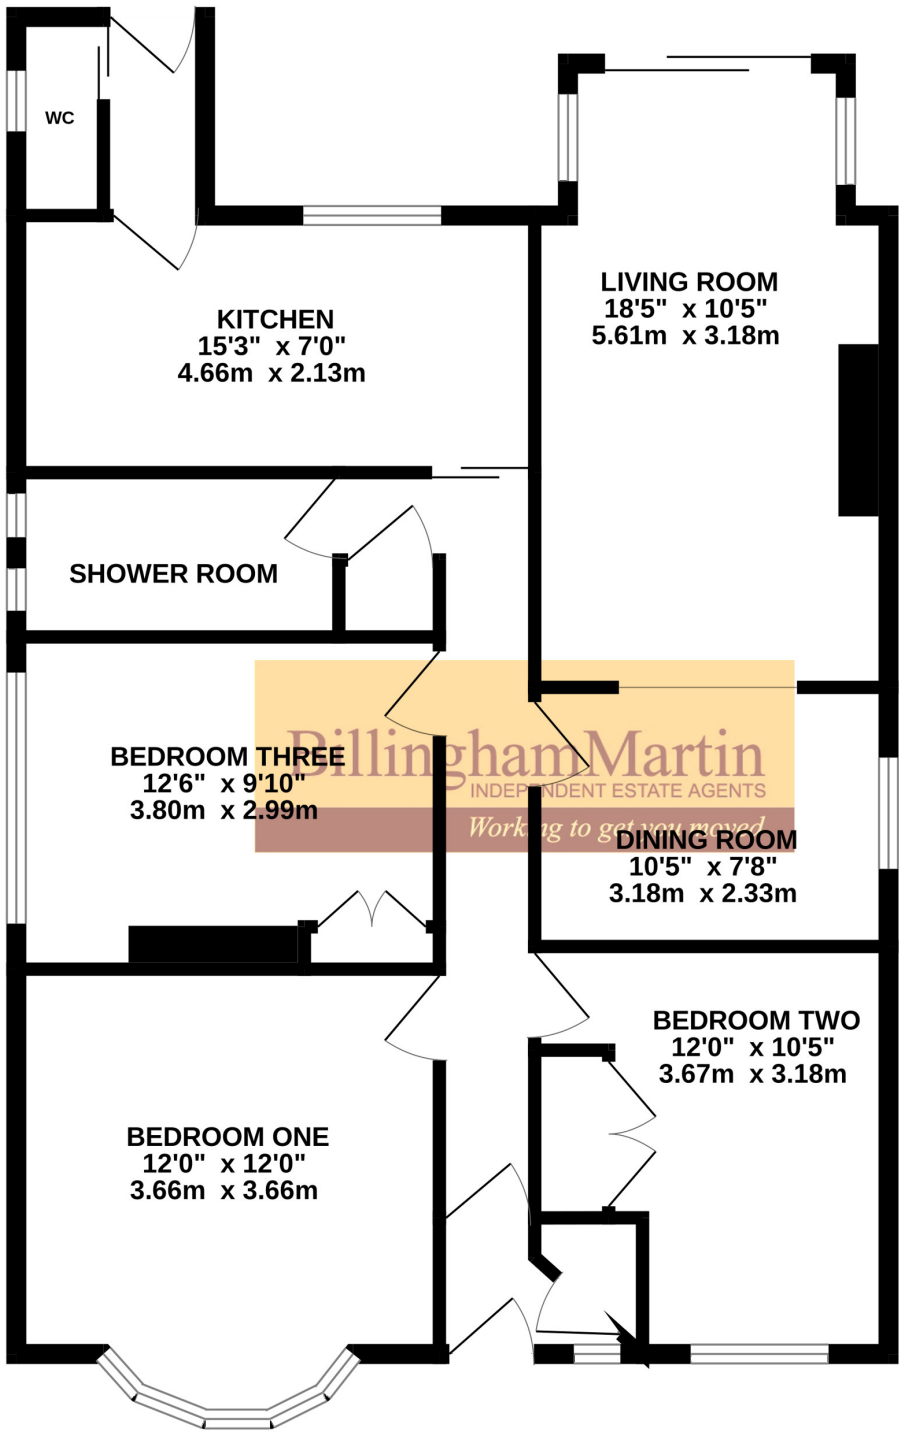 WC
LIVING ROOM
18'5" x 10'5"
5.61m x 3.18m
KITCHEN
15'3" x 7'0"
4.66m x 2.13m
SHOWER ROOM
BEDROOM THREE
12'6" x 9'10"
3.80m x 2.99m
BillinghamMartin
INDEPENDENT ESTATE AGENTS
Working to get you moved
DINING ROOM
10'5" x 7'8"
3.18m x 2.33m
BEDROOM TWO
12'0" x 10'5"
3.67m x 3.18m
BEDROOM ONE
12'0" x 12'0"
3.66m x 3.66m